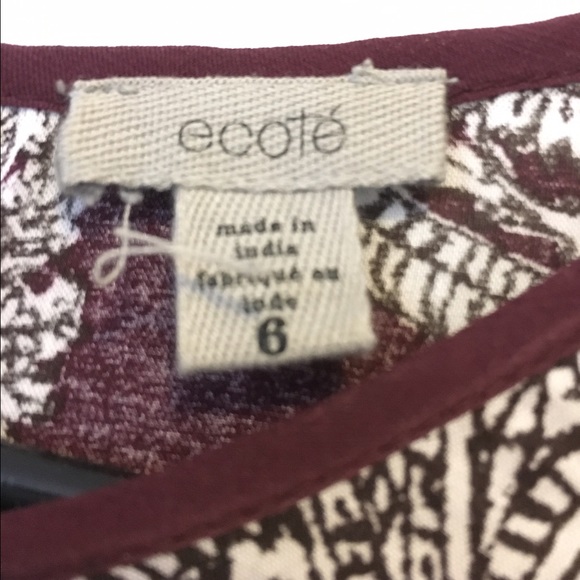 ecoté
made in
india
fabriqué au
inde
6